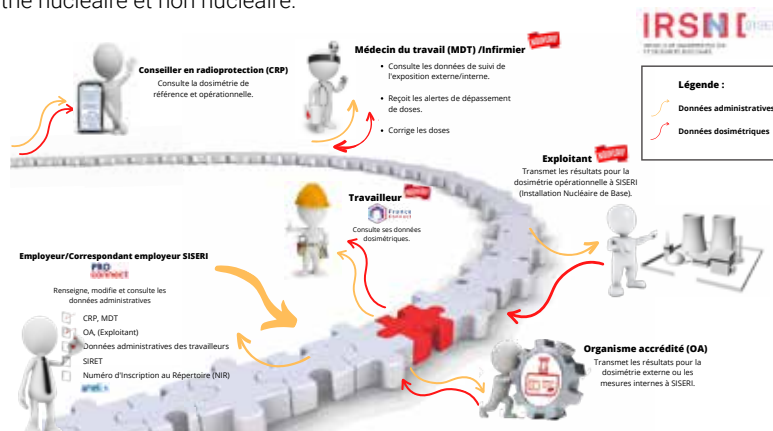 thé nucléaire et non nucléaire.
IRSN
Conseiller en radioprotection (CRP)
Consulte la dosimétrie de
référence et opérationnelle.
Médecin du travail (MDT) /Infirmier
• Consulte les données de suivi de
l'exposition externe/interne.
• Reçoit les alertes de dépassement
de doses.
• Corrige les doses
Légende :
Données administratives
Données dosimétriques
Exploitant
Transmet les résultats pour la
dosimétrie opérationnelle à SISERI
(Installation Nucléaire de Base).
Travailleur
France
Connect
Consulte ses données
dosimétriques.
Employeur/Correspondant employeur SISERI
PRO
connect
Renseigne, modifie et consulte les
données administratives
CRP, MDT
OA, (Exploitant)
Données administratives des travailleurs
SIRET
Numéro d'Inscription au Répertoire (NIR)
Organisme accrédité (OA)
Transmet les résultats pour la
dosimétrie externe ou les
mesures internes à SISERI.